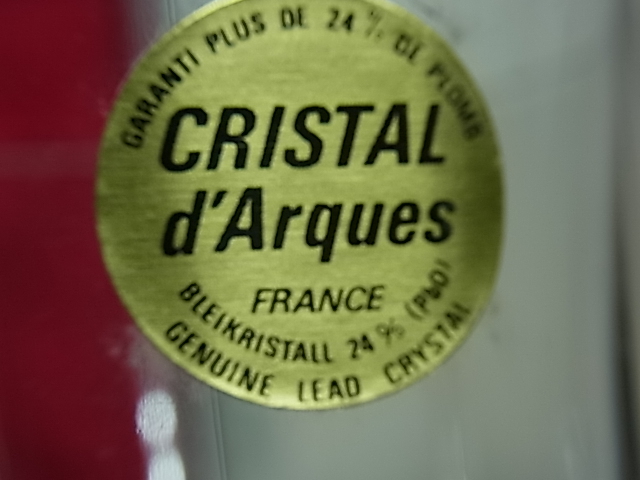 GARANTI PLUS DE 24% DE PLOMB
CRISTAL
d'Arques
FRANCE
BLEIKRISTALL 24% (PbO)
GENUINE LEAD CRYSTAL